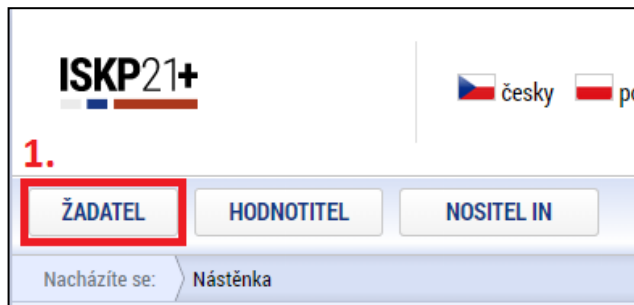 ISKP21+
česky
1.
ŽADATEL HODNOTITEL NOSITEL IN
Nacházíte se: Nástěnka